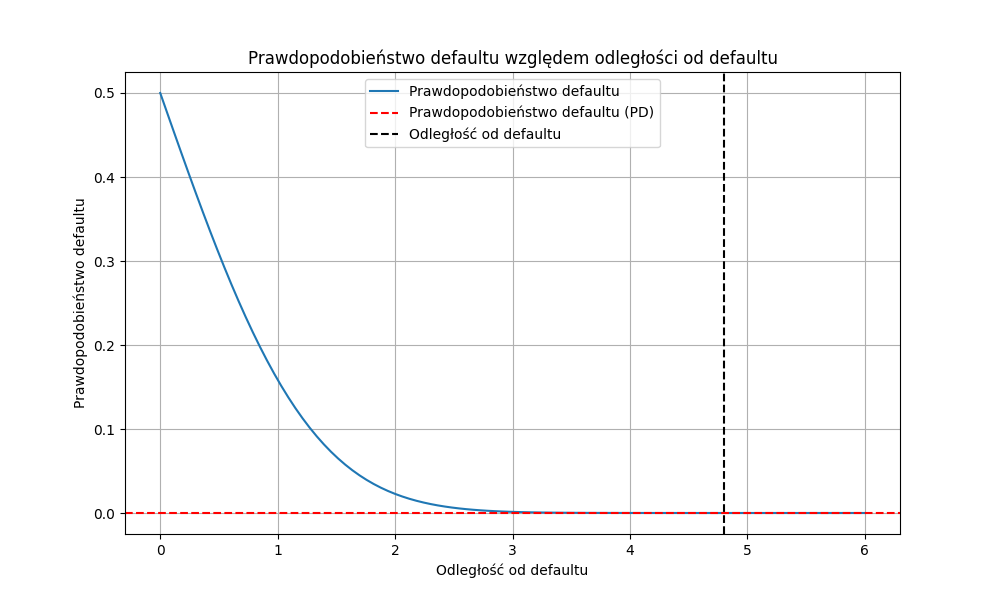 Prawdopodobieństwo defaultu względem odległości od defaultu
Prawdopodobieństwo defaultu
Prawdopodobieństwo defaultu (PD)
Odległość od defaultu
Prawdopodobieństwo defaultu
0.5
0.4
0.3
0.2
0.1
0.0
0 1 2 3 4 5 6
Odległość od defaultu